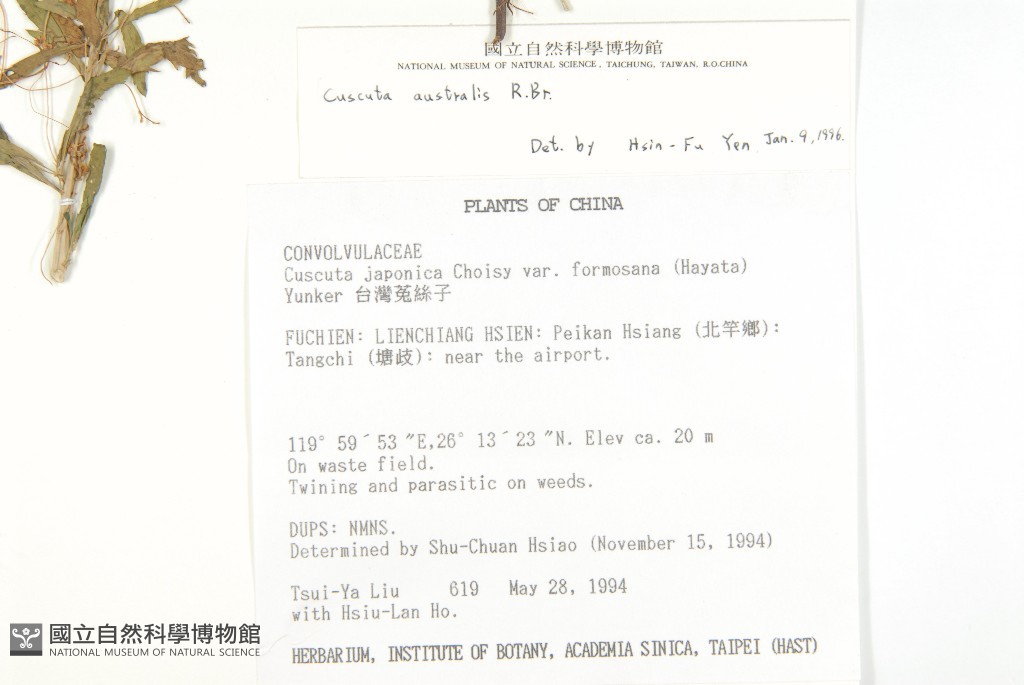 國立自然科學博物館
NATIONAL MUSEUM OF NATURAL SCIENCE, TAICHUNG, TAIWAN, R.O.CHINA
Cuscuta australis R.Br.
Det. by Hsin-Fu Yen Jan. 9, 1996.
PLANTS OF CHINA
CONVOLVULACEAE
Cuscuta japonica Choisy var. formosana (Hayata)
Yunker 台灣菟絲子
FUCHIEN: LIENCHIANG HSIEN: Peikan Hsiang (北竿鄉):
Tangchi (塘歧): near the airport.
119° 59´ 53 ″E,26° 13´ 23 ″N. Elev ca. 20 m
On waste field.
Twining and parasitic on weeds.
DUPS: NMNS.
Determined by Shu-Chuan Hsiao (November 15, 1994)
Tsui-Ya Liu 619 May 28, 1994
with Hsiu-Lan Ho.
HERBARIUM, INSTITUTE OF BOTANY, ACADEMIA SINICA, TAIPEI (HAST)
國立自然科學博物館
NATIONAL MUSEUM OF NATURAL SCIENCE